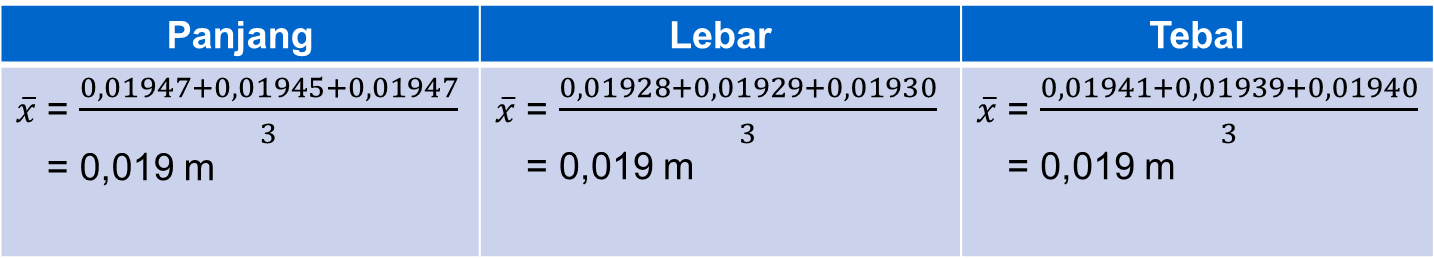 Panjang
Lebar
Tebal
x̄ = 0,01947+0,01945+0,01947
3
= 0,019 m
x̄ = 0,01928+0,01929+0,01930
3
= 0,019 m
x̄ = 0,01941+0,01939+0,01940
3
= 0,019 m